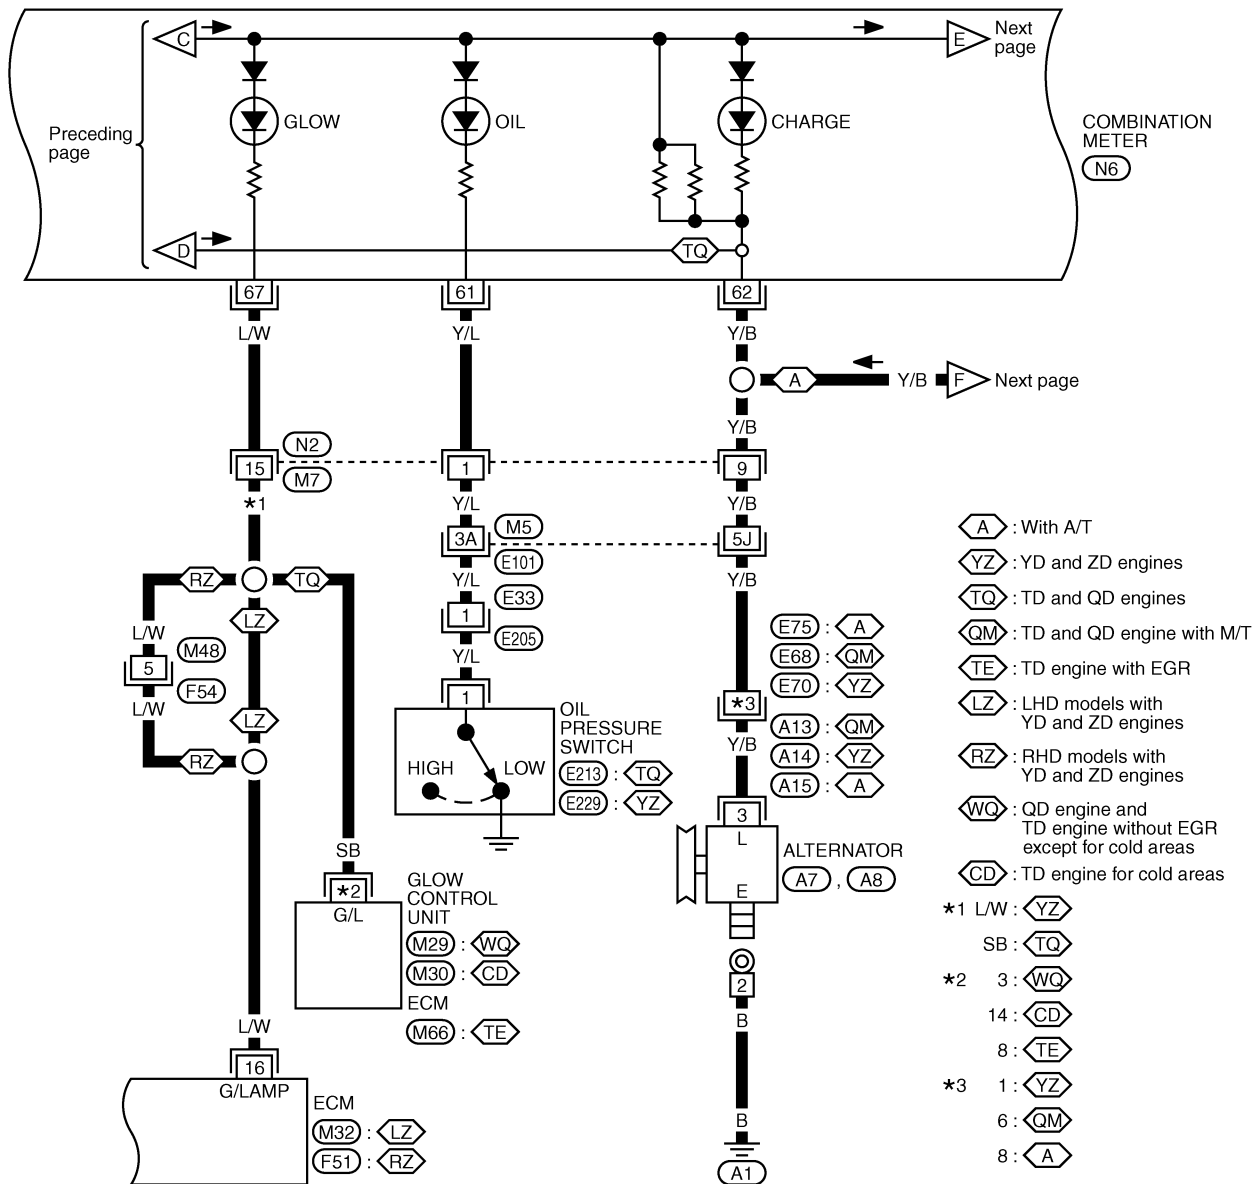 C
E
Next
page
GLOW
OIL
CHARGE
Preceding
page
COMBINATION
METER
N6
D
TQ
67
61
62
L/W
Y/L
Y/B
A
Y/B
F
Next page
Y/B
N2
15
1
9
M7
*1
Y/L
Y/B
M5
3A
5J
E101
A : With A/T
YZ : YD and ZD engines
TQ : TD and QD engines
QM : TD and QD engine with M/T
TE : TD engine with EGR
LZ : LHD models with
YD and ZD engines
RZ : RHD models with
YD and ZD engines
WQ : QD engine and
TD engine without EGR
except for cold areas
CD : TD engine for cold areas
*1 L/W : YZ
SB : TQ
*2 3 : WQ
14 : CD
8 : TE
*3 1 : YZ
6 : QM
8 : A
RZ
TQ
Y/L
Y/B
E33
1
E205
LZ
L/W
M48
5
F54
L/W
LZ
RZ
Y/L
1
OIL
PRESSURE
SWITCH
HIGH
LOW
E213 : TQ
E229 : YZ
E75 : A
E68 : QM
E70 : YZ
*3
A13 : QM
Y/B
A14 : YZ
A15 : A
3
L
E
ALTERNATOR
A7 , A8
SB
*2
G/L
GLOW
CONTROL
UNIT
M29 : WQ
M30 : CD
ECM
M66 : TE
2
B
B
A1
L/W
16
G/LAMP
ECM
M32 : LZ
F51 : RZ